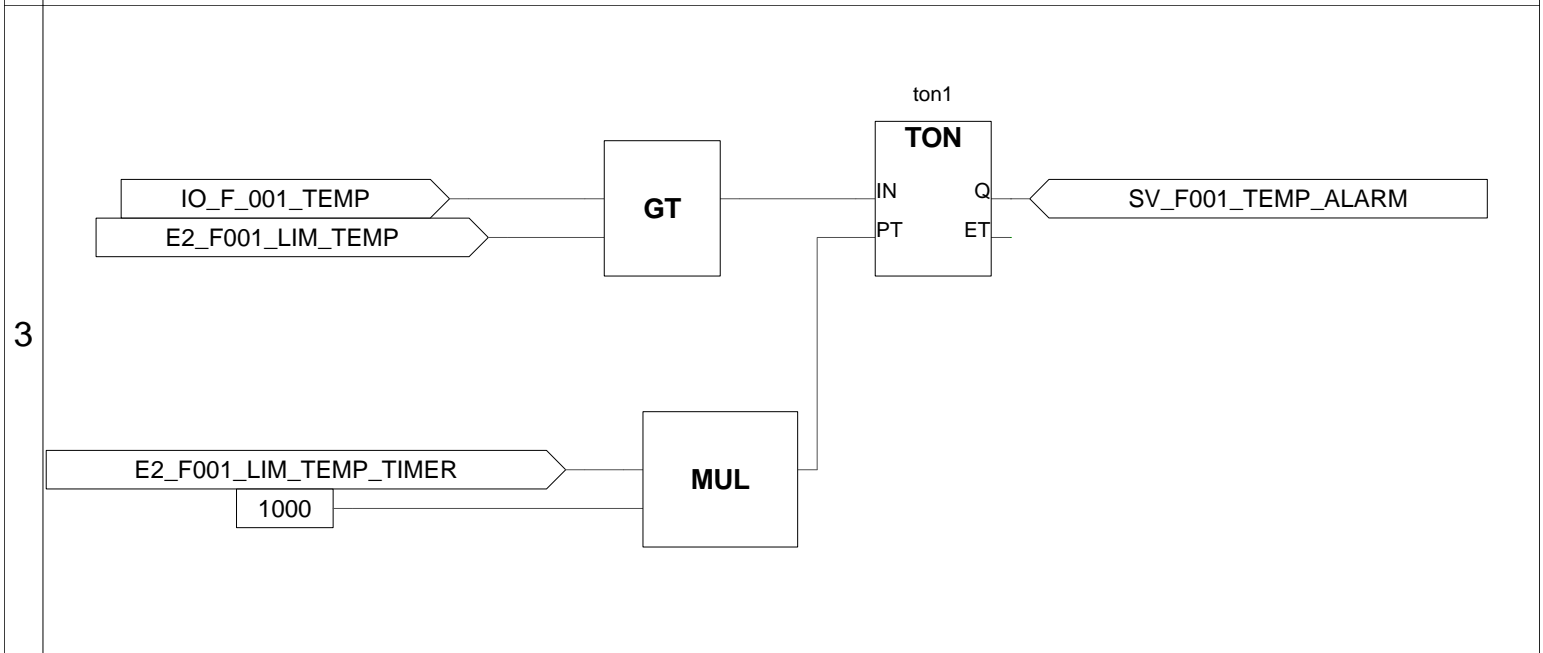 ton1
TON
IO_F_001_TEMP
GT
IN
Q
SV_F001_TEMP_ALARM
E2_F001_LIM_TEMP
PT
ET
3
E2_F001_LIM_TEMP_TIMER
MUL
1000